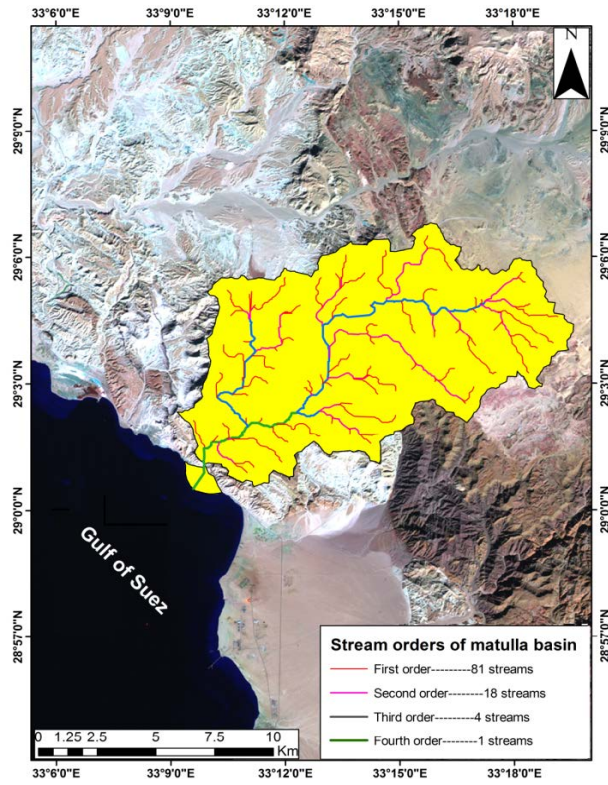 33°6'0"E 33°9'0"E 33°12'0"E 33°15'0"E 33°18'0"E
N
29°9'0"N 29°9'0"N
29°6'0"N 29°6'0"N
29°3'0"N 29°3'0"N
29°0'0"N 29°0'0"N
Gulf of Suez
28°57'0"N 28°57'0"N
Stream orders of matulla basin
First order---------81 streams
Second order--------18 streams
Third order----------4 streams
Fourth order----------1 streams
0 1.25 2.5 5 7.5 10
Km
33°6'0"E 33°9'0"E 33°12'0"E 33°15'0"E 33°18'0"E